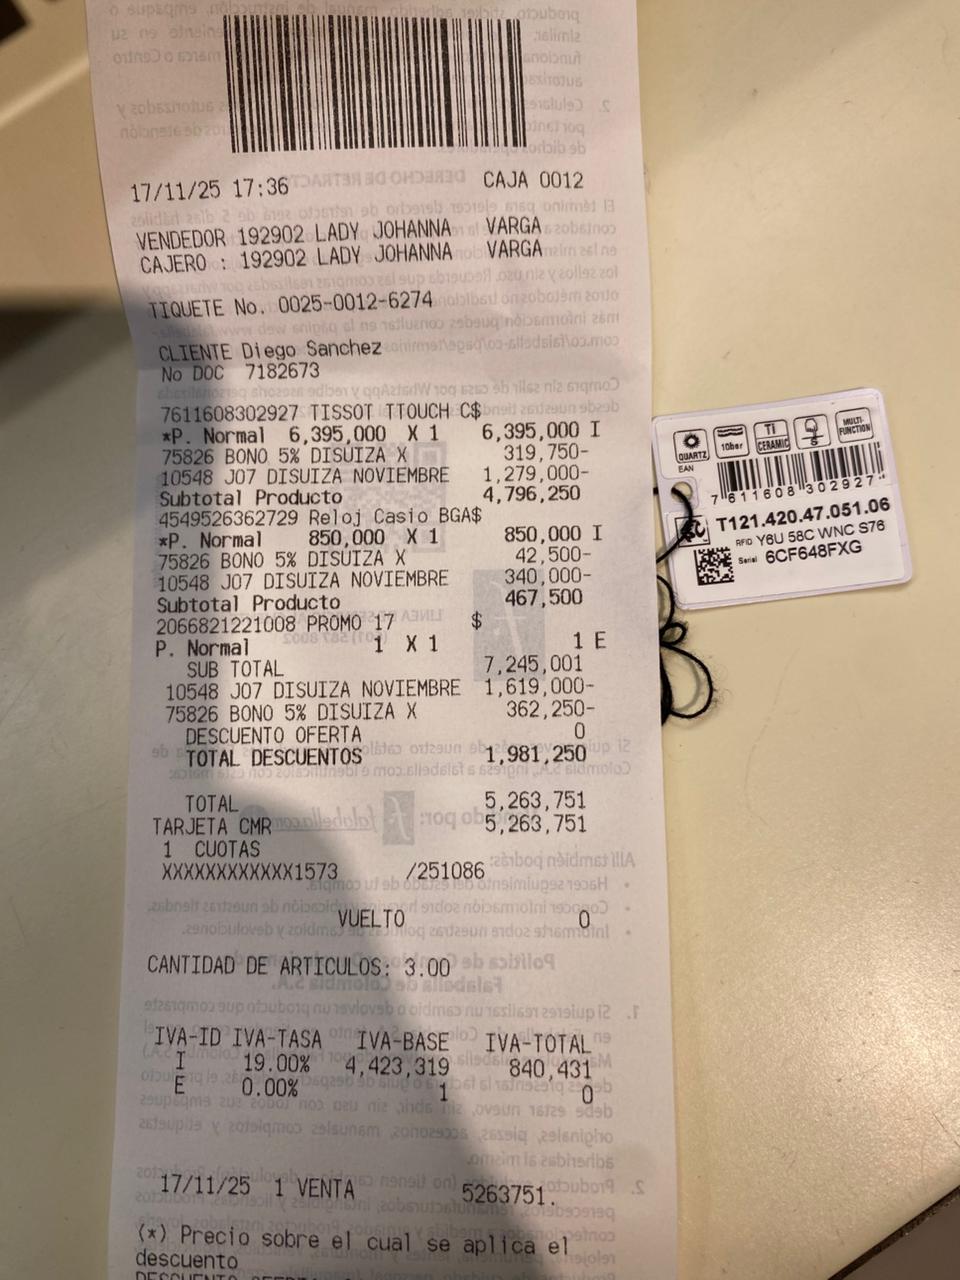 17/11/25 17:36 CAJA 0012
VENDEDOR 192902 LADY JOHANNA VARGA
CAJERO : 192902 LADY JOHANNA VARGA
TIQUETE No. 0025-0012-6274
CLIENTE Diego Sanchez
No DOC 7182673
7611608302927 TISSOT TTOUCH C$
*P. Normal 6,395,000 X 1 6,395,000 I
75826 BONO 5% DISUIZA X 319,750-
10548 J07 DISUIZA NOVIEMBRE 1,279,000-
Subtotal Producto 4,796,250
4549526362729 Reloj Casio BGA$
*P. Normal 850,000 X 1 850,000 I
75826 BONO 5% DISUIZA X 42,500-
10548 J07 DISUIZA NOVIEMBRE 340,000-
Subtotal Producto 467,500
2066821221008 PROMO 17 $
P. Normal 1 X 1 1 E
SUB TOTAL 7,245,001
10548 J07 DISUIZA NOVIEMBRE 1,619,000-
75826 BONO 5% DISUIZA X 362,250-
DESCUENTO OFERTA 0
TOTAL DESCUENTOS 1,981,250
TOTAL 5,263,751
TARJETA CMR 5,263,751
1 CUOTAS
XXXXXXXXXXXX1573 /251086
VUELTO 0
CANTIDAD DE ARTICULOS: 3.00
IVA-ID IVA-TASA IVA-BASE IVA-TOTAL
I 19.00% 4,423,319 840,431
E 0.00% 1 0
17/11/25 1 VENTA 5263751.
(*) Precio sobre el cual se aplica el
descuento
QUARTZ
10bar
Ti
CERAMIC
MULTI-
FUNCTION
EAN
7 611608 302927
T121.420.47.051.06
RFID Y6U 58C WNC S76
Serial 6CF648FXG